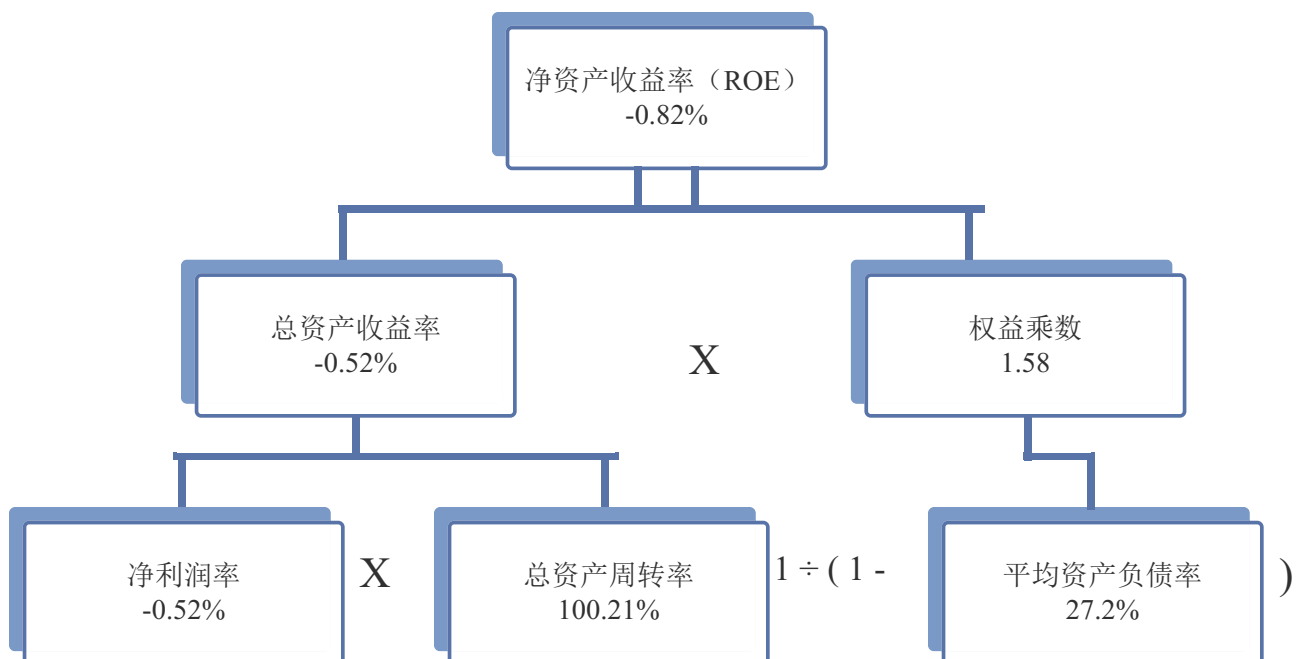 净资产收益率（ROE）
-0.82%
总资产收益率
-0.52%
X
权益乘数
1.58
净利润率
-0.52%
X
总资产周转率
100.21%
1 ÷ ( 1 -
平均资产负债率
27.2%
)